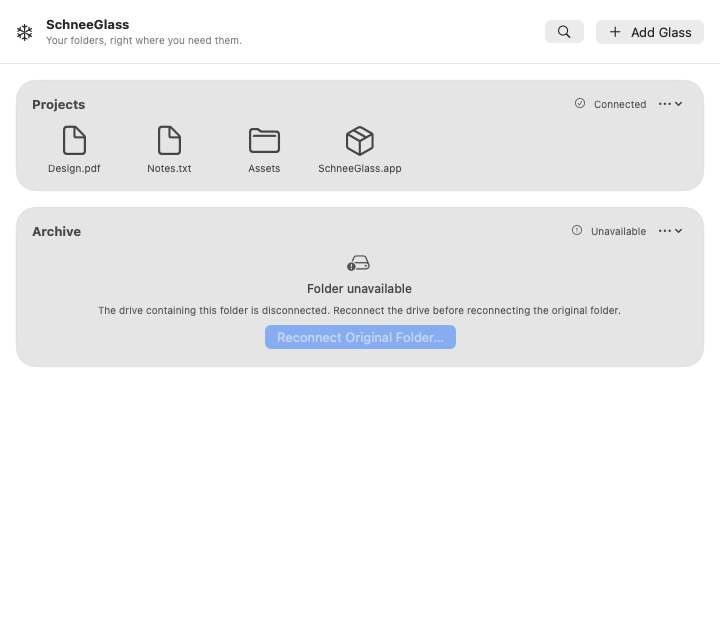 SchneeGlass
Your folders, right where you need them.
Add Glass
Projects
Connected
Design.pdf
Notes.txt
Assets
SchneeGlass.app
Archive
Unavailable
Folder unavailable
The drive containing this folder is disconnected. Reconnect the drive before reconnecting the original folder.
Reconnect Original Folder...